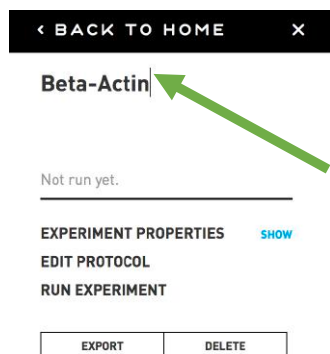 < BACK TO HOME ×
Beta-Actin
Not run yet.
EXPERIMENT PROPERTIES SHOW
EDIT PROTOCOL
RUN EXPERIMENT
EXPORT DELETE